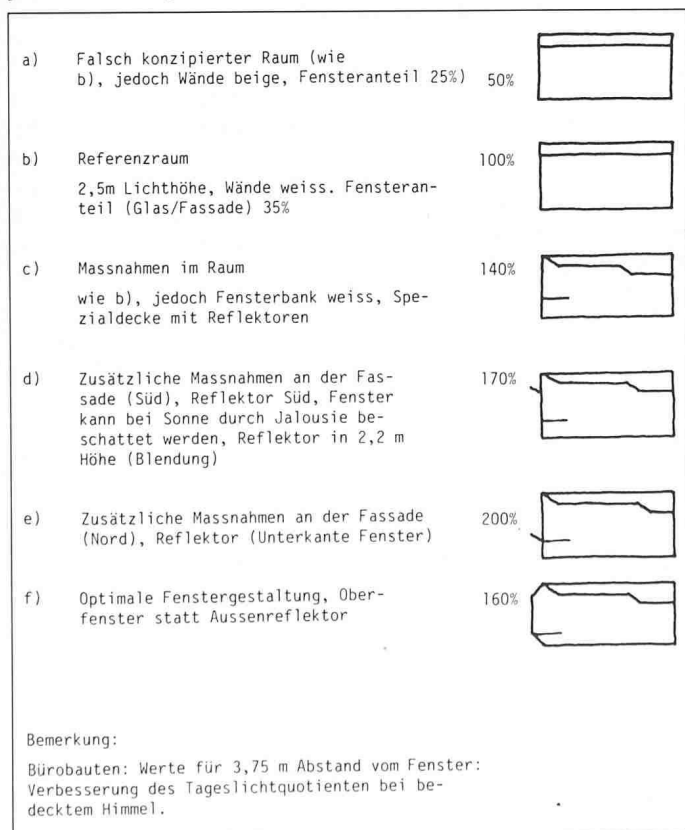 a) Falsch konzipierter Raum (wie
b), jedoch Wände beige, Fensteranteil 25%) 50%
b) Referenzraum 100%
2,5m Lichthöhe, Wände weiss. Fensteran-
teil (Glas/Fassade) 35%
c) Massnahmen im Raum 140%
wie b), jedoch Fensterbank weiss, Spe-
zialdecke mit Reflektoren
d) Zusätzliche Massnahmen an der Fas- 170%
sade (Süd), Reflektor Süd, Fenster
kann bei Sonne durch Jalousie be-
schattet werden, Reflektor in 2,2 m
Höhe (Blendung)
e) Zusätzliche Massnahmen an der Fassade 200%
(Nord), Reflektor (Unterkante Fenster)
f) Optimale Fenstergestaltung, Ober- 160%
fenster statt Aussenreflektor
Bemerkung:
Bürobauten: Werte für 3,75 m Abstand vom Fenster:
Verbesserung des Tageslichtquotienten bei be-
decktem Himmel.